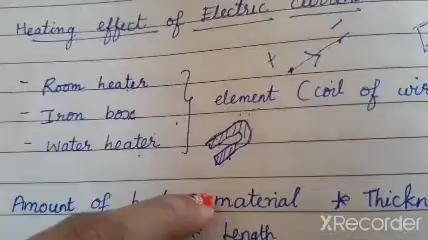 Heating effect of Electric Current
- Room heater
- Iron box
- Water heater
element (coil of wir
x
Amount of material * Thickn
* Length
XRecorder